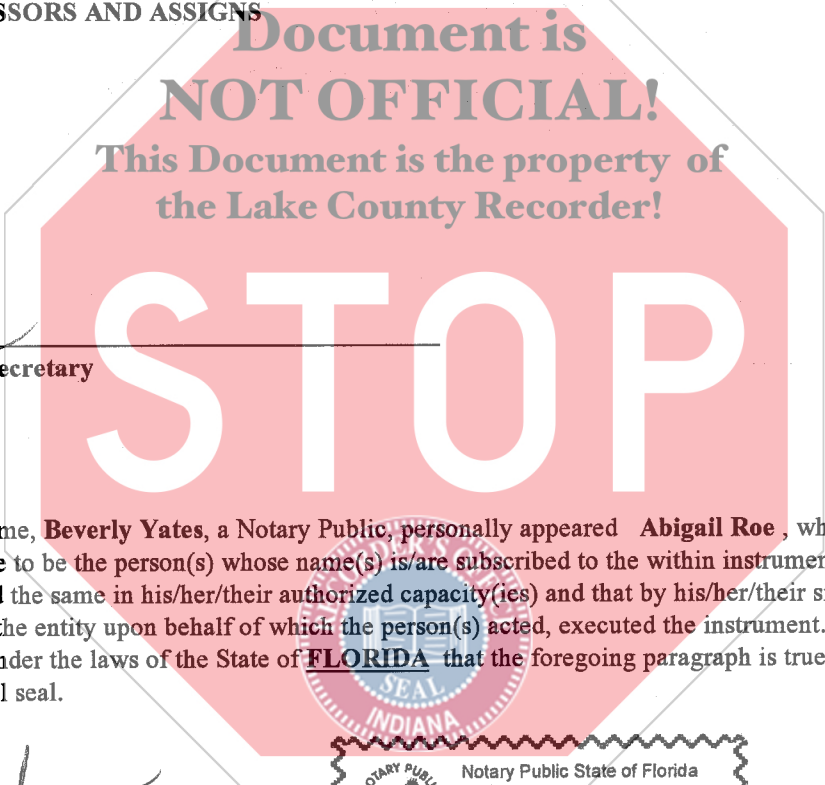 SSORS AND ASSIGNS
Document is
NOT OFFICIAL!
This Document is the property of
the Lake County Recorder!
STOP
ecretary
me, Beverly Yates, a Notary Public, personally appeared Abigail Roe , wh
e to be the person(s) whose name(s) is/are subscribed to the within instrumen
d the same in his/her/their authorized capacity(ies) and that by his/her/their s
the entity upon behalf of which the person(s) acted, executed the instrument.
nder the laws of the State of FLORIDA that the foregoing paragraph is true
l seal.
SEAL
INDIANA
NOTARY PUBL
Notary Public State of Florida